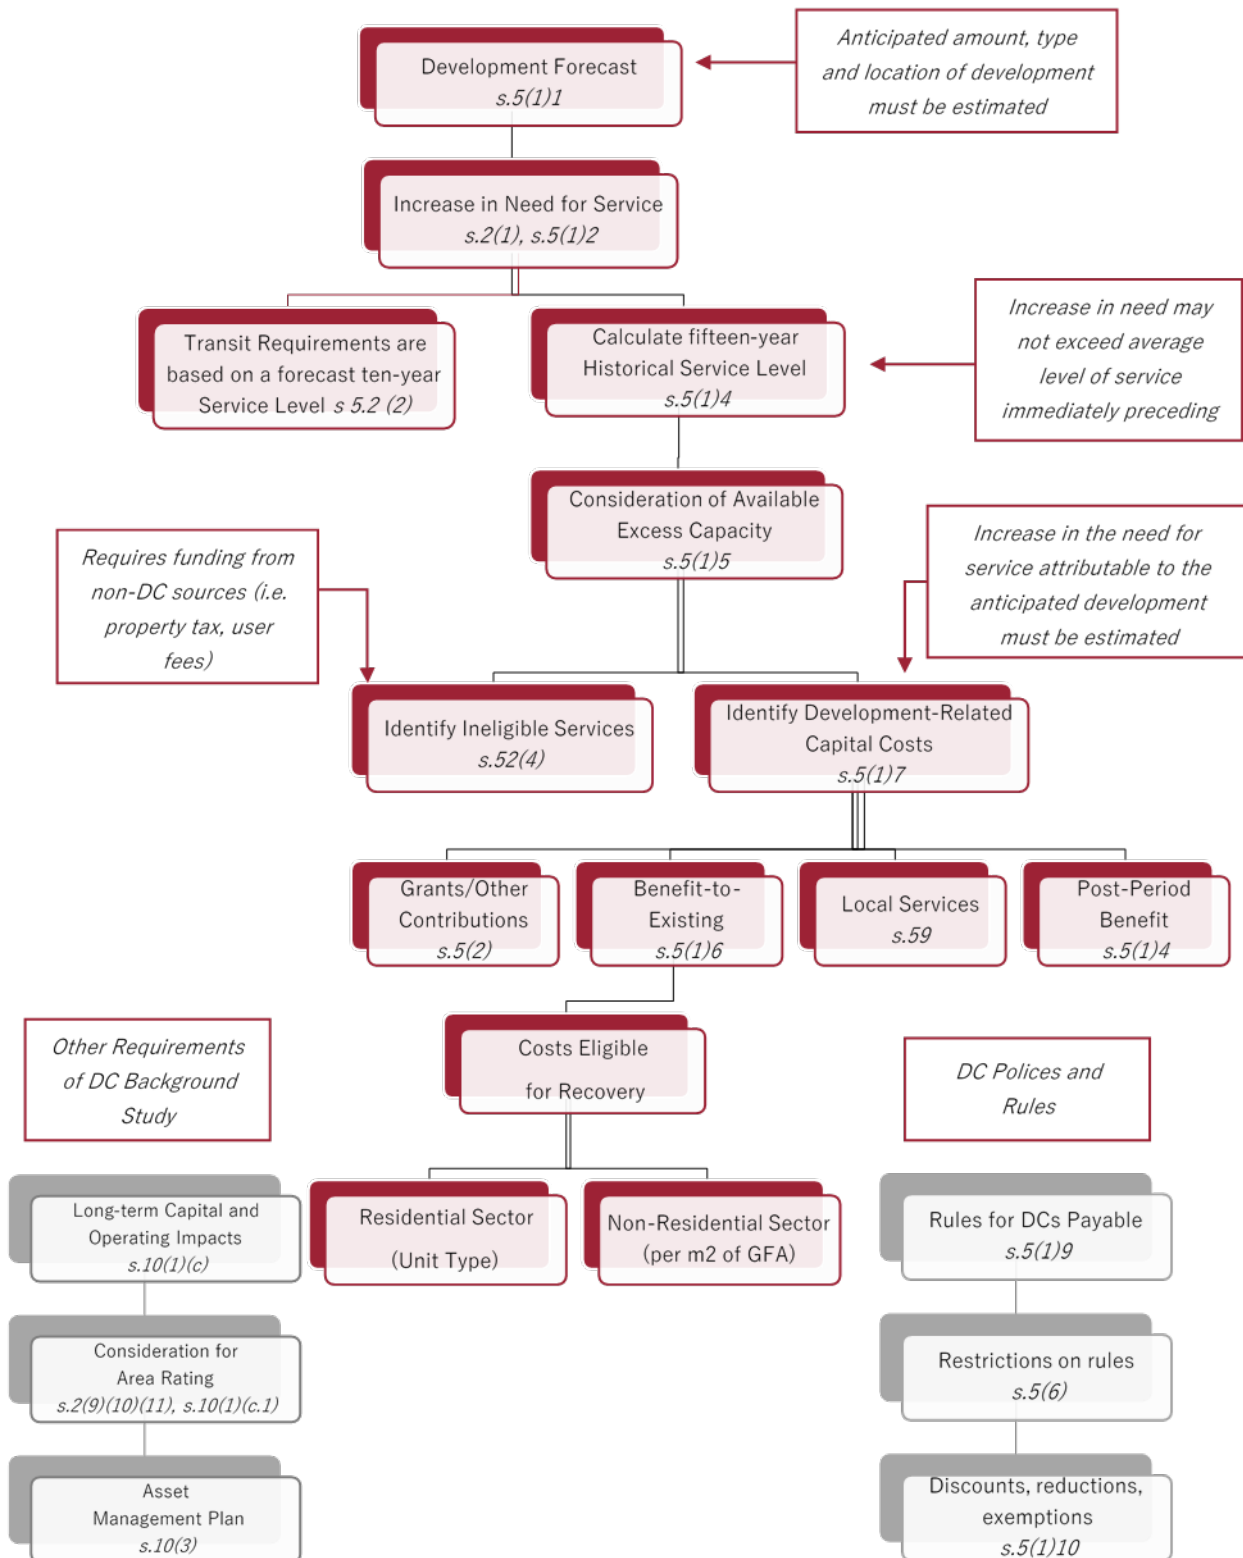 Development Forecast
s.5(1)1
Anticipated amount, type
and location of development
must be estimated
Increase in Need for Service
s.2(1), s.5(1)2
Transit Requirements are
based on a forecast ten-year
Service Level s 5.2 (2)
Calculate fifteen-year
Historical Service Level
s.5(1)4
Increase in need may
not exceed average
level of service
immediately preceding
Consideration of Available
Excess Capacity
s.5(1)5
Requires funding from
non-DC sources (i.e.
property tax, user
fees)
Increase in the need for
service attributable to the
anticipated development
must be estimated
Identify Ineligible Services
s.52(4)
Identify Development-Related
Capital Costs
s.5(1)7
Grants/Other
Contributions
s.5(2)
Benefit-to-
Existing
s.5(1)6
Local Services
s.59
Post-Period
Benefit
s.5(1)4
Costs Eligible
for Recovery
Residential Sector
(Unit Type)
Non-Residential Sector
(per m2 of GFA)
Other Requirements
of DC Background
Study
Long-term Capital and
Operating Impacts
s.10(1)(c)
Consideration for
Area Rating
s.2(9)(10)(11), s.10(1)(c.1)
Asset
Management Plan
s.10(3)
DC Polices and
Rules
Rules for DCs Payable
s.5(1)9
Restrictions on rules
s.5(6)
Discounts, reductions,
exemptions
s.5(1)10